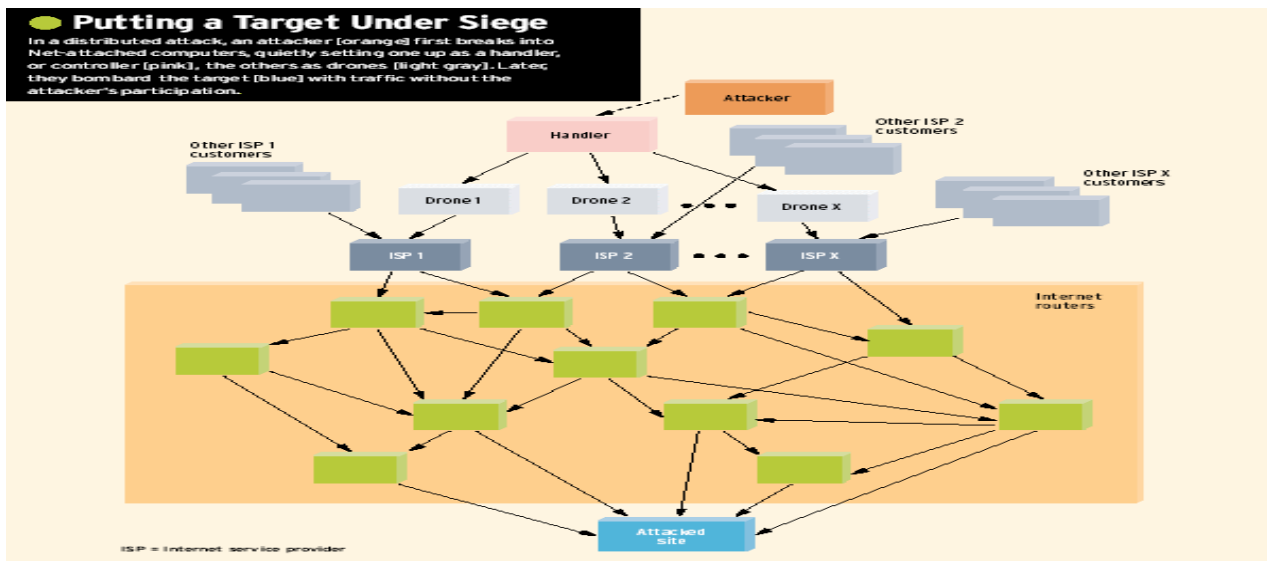 Putting a Target Under Siege
In a distributed attack, an attacker [orange] first breaks into
Net-attached computers, quietly setting one up as a handler,
or controller [pink], the others as drones [light gray]. Later,
they bombard the target [blue] with traffic without the
attacker's participation.
Attacker
Handler
Other ISP 2
customers
Other ISP 1
customers
Other ISP X
customers
Drone 1
Drone 2
Drone X
ISP 1
ISP 2
ISP X
Internet
routers
Attacked
site
ISP = Internet service provider